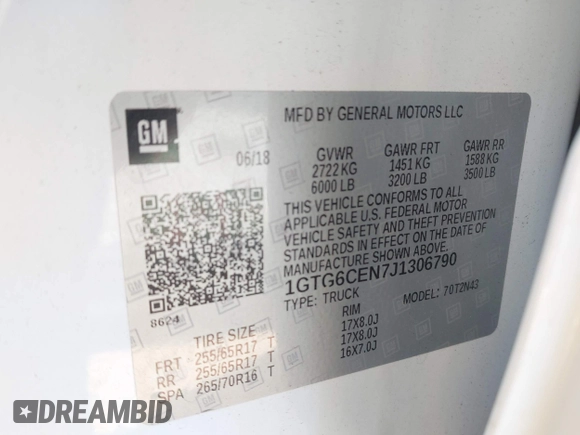 GM
MFD BY GENERAL MOTORS LLC
06/18
GVWR GAWR FRT GAWR RR
2722 KG 1451 KG 1588 KG
6000 LB 3200 LB 3500 LB
THIS VEHICLE CONFORMS TO ALL
APPLICABLE U.S. FEDERAL MOTOR
VEHICLE SAFETY AND THEFT PREVENTION
STANDARDS IN EFFECT ON THE DATE OF
MANUFACTURE SHOWN ABOVE.
1GTG6CEN7J1306790
TYPE: TRUCK MODEL: 70T2N43
8624
TIRE SIZE RIM
FRT 255/65R17 T 17X8.0J
RR 255/65R17 T 17X8.0J
SPA 265/70R16 T 16X7.0J
DREAMBID